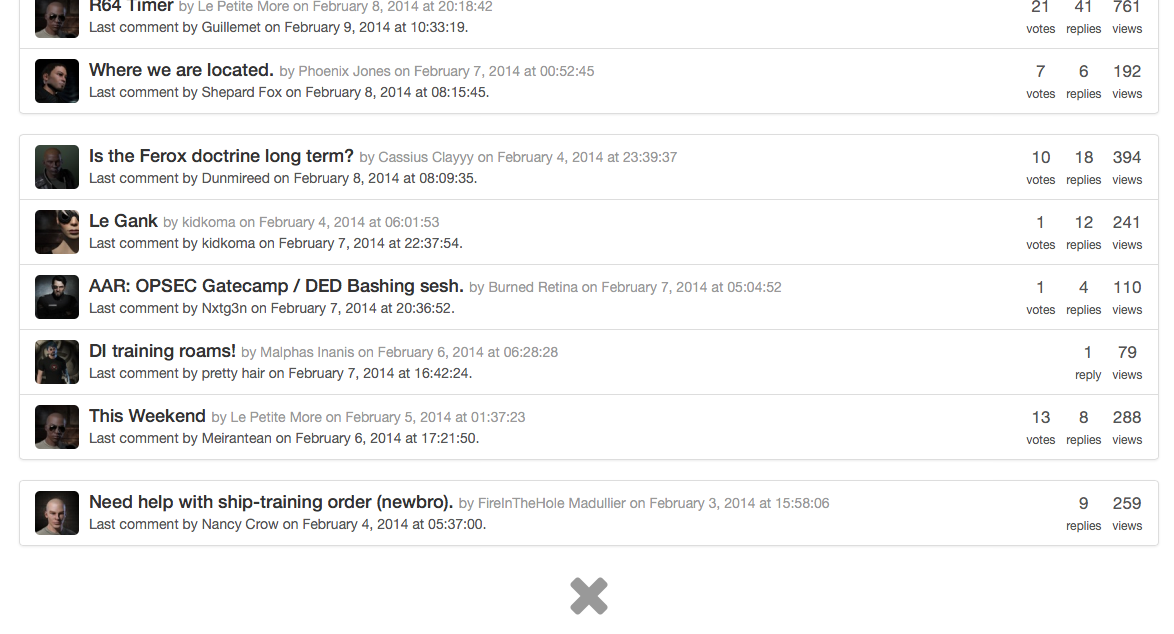 R64 Timer by Le Petite More on February 8, 2014 at 20:18:42 21 41 761
Last comment by Guillemet on February 9, 2014 at 10:33:19. votes replies views
Where we are located. by Phoenix Jones on February 7, 2014 at 00:52:45 7 6 192
Last comment by Shepard Fox on February 8, 2014 at 08:15:45. votes replies views
Is the Ferox doctrine long term? by Cassius Clayyy on February 4, 2014 at 23:39:37 10 18 394
Last comment by Dunmireed on February 8, 2014 at 08:09:35. votes replies views
Le Gank by kidkoma on February 4, 2014 at 06:01:53 1 12 241
Last comment by kidkoma on February 7, 2014 at 22:37:54. votes replies views
AAR: OPSEC Gatecamp / DED Bashing sesh. by Burned Retina on February 7, 2014 at 05:04:52 1 4 110
Last comment by Nxtg3n on February 7, 2014 at 20:36:52. votes replies views
DI training roams! by Malphas Inanis on February 6, 2014 at 06:28:28 1 79
Last comment by pretty hair on February 7, 2014 at 16:42:24. reply views
This Weekend by Le Petite More on February 5, 2014 at 01:37:23 13 8 288
Last comment by Meirantean on February 6, 2014 at 17:21:50. votes replies views
Need help with ship-training order (newbro). by FireInTheHole Madullier on February 3, 2014 at 15:58:06 9 259
Last comment by Nancy Crow on February 4, 2014 at 05:37:00. replies views